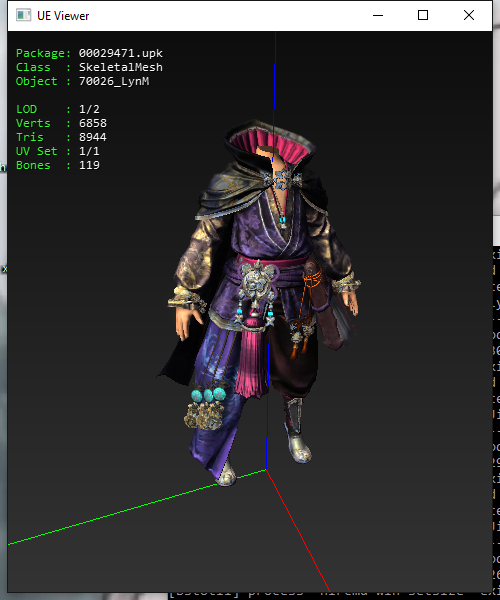 UE Viewer
Package: 00029471.upk
Class : SkeletalMesh
Object : 70026_LynM
LOD : 1/2
Verts : 6858
Tris : 8944
UV Set : 1/1
Bones : 119